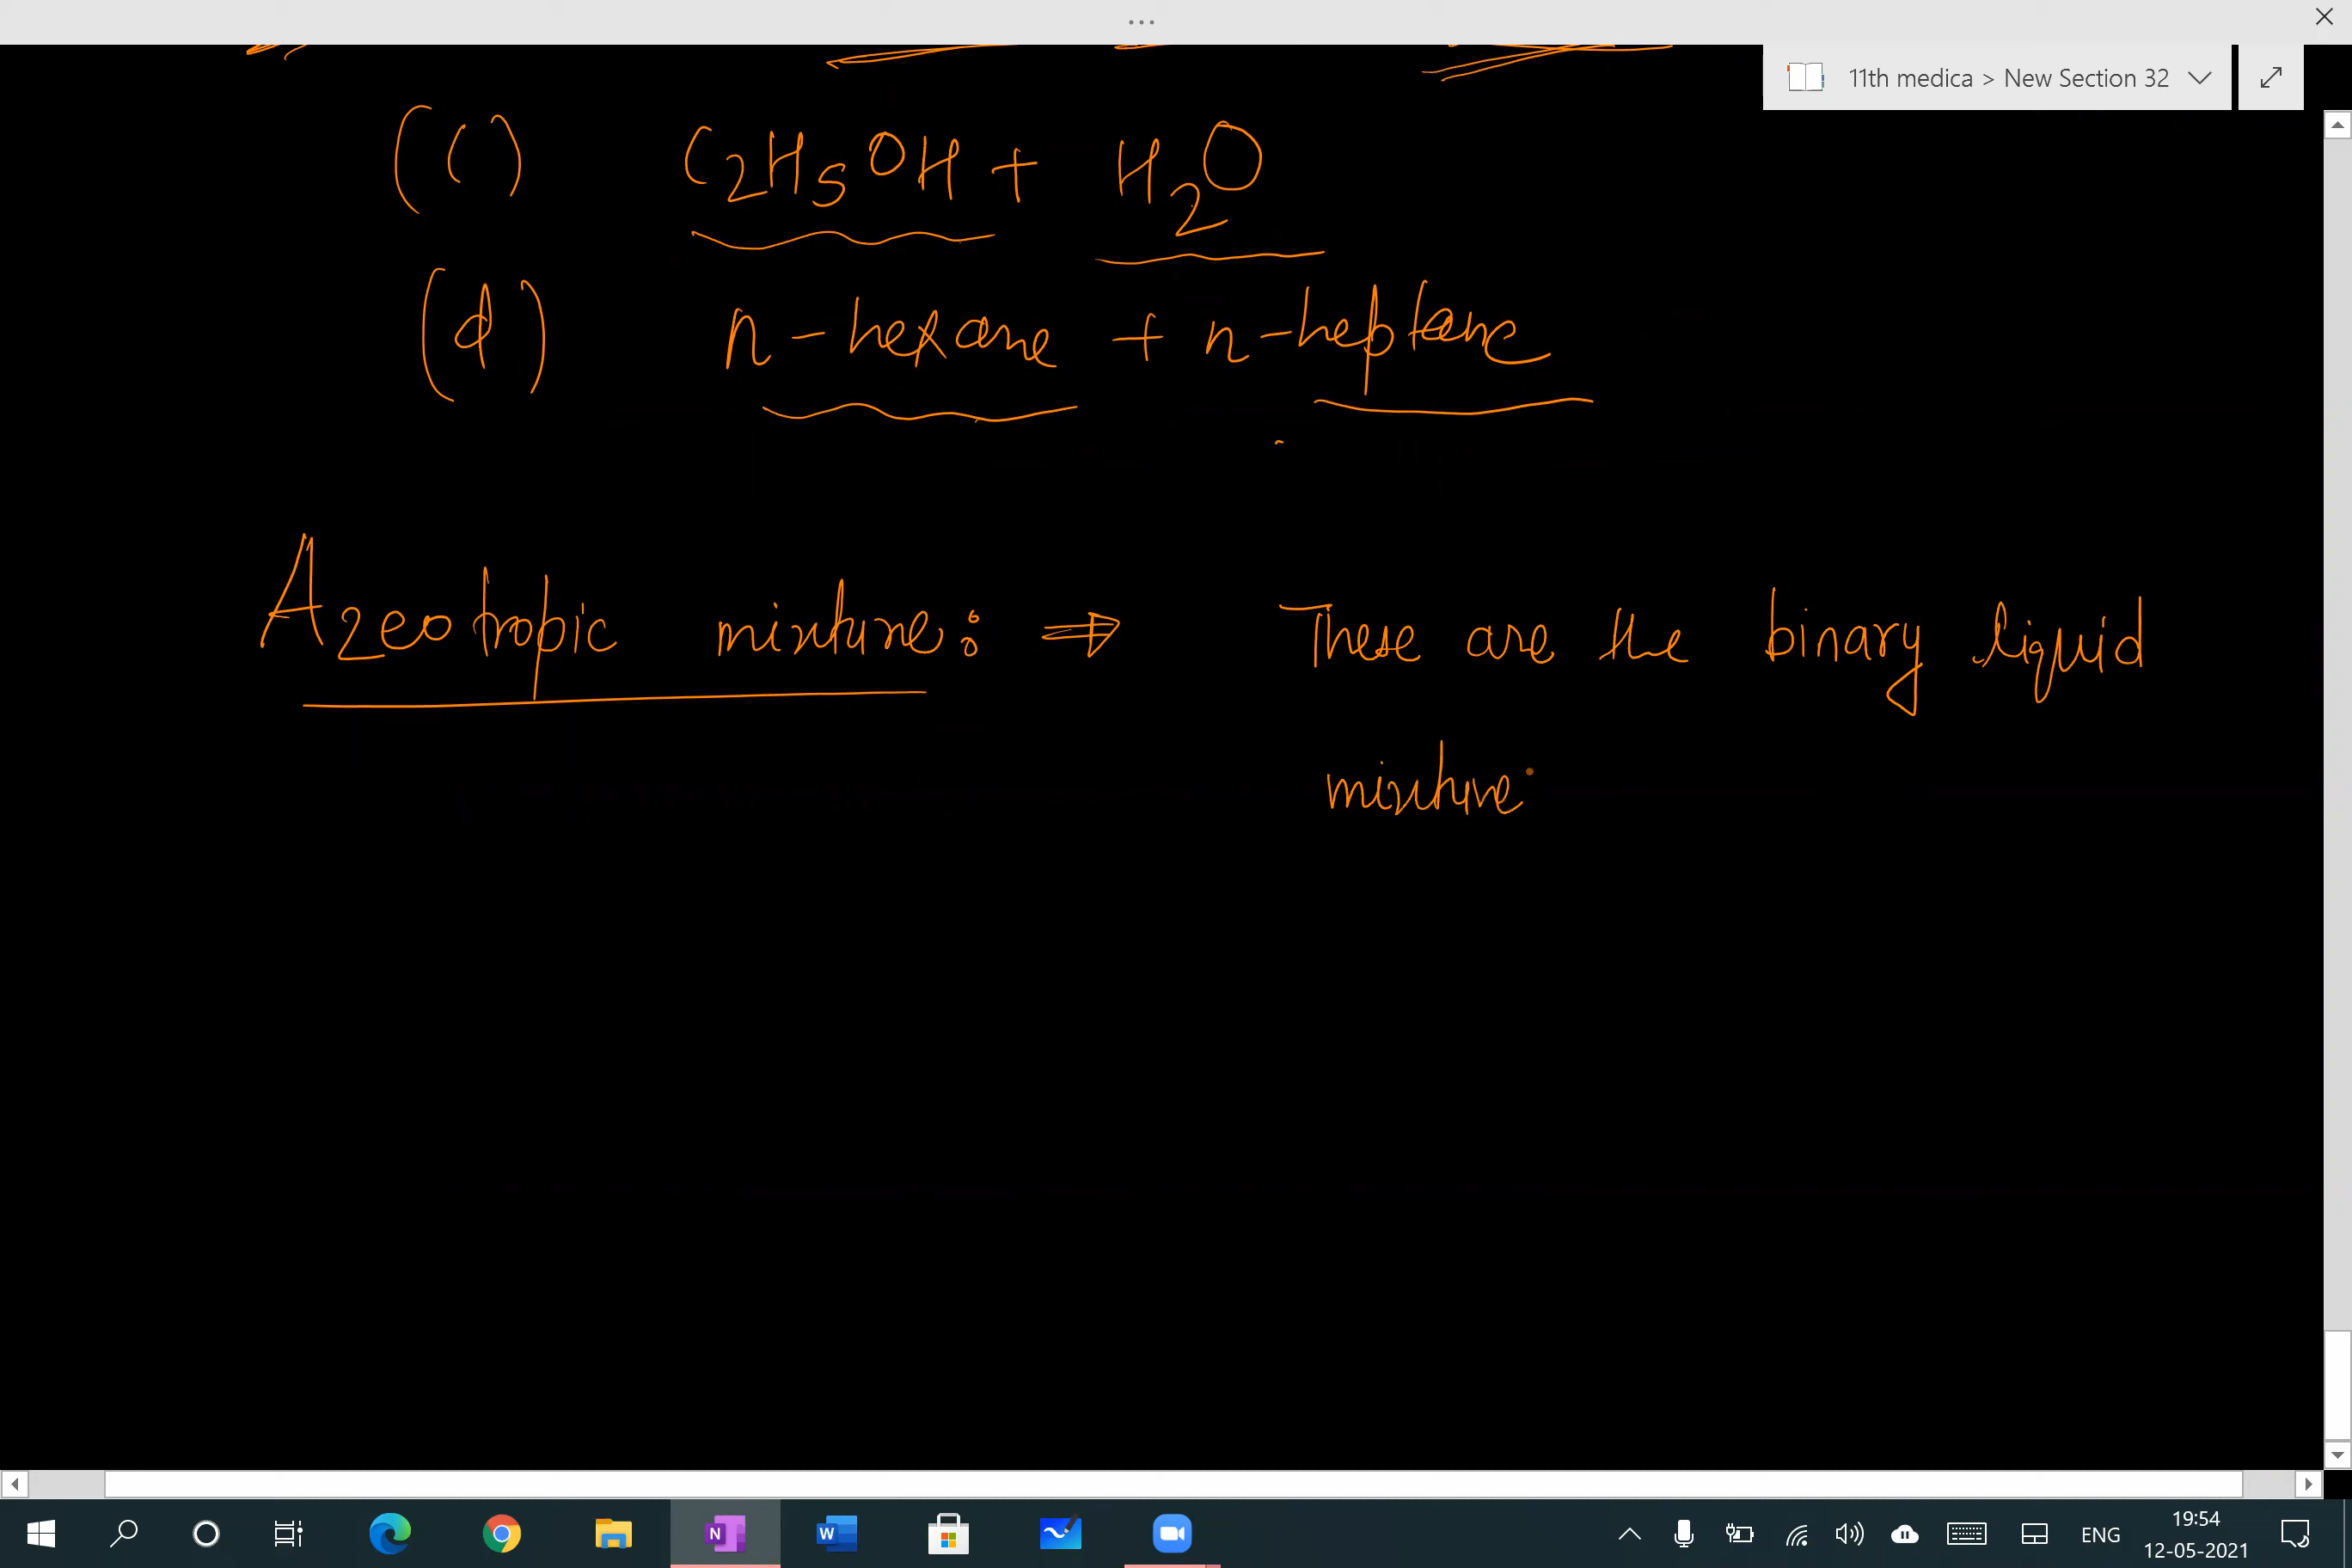 11th medica > New Section 32
(c) C2H5OH + H2O
(d) n-hexane + n-heptane
Azeotropic mixture: ⇒ These are the binary liquid
mixture
ENG
19:54
12-05-2021